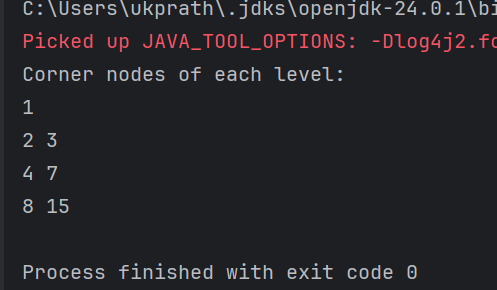 C:\Users\ukprath\.jdks\openjdk-24.0.1\bi
Picked up JAVA_TOOL_OPTIONS: -Dlog4j2.fo
Corner nodes of each level:
1
2 3
4 7
8 15
Process finished with exit code 0